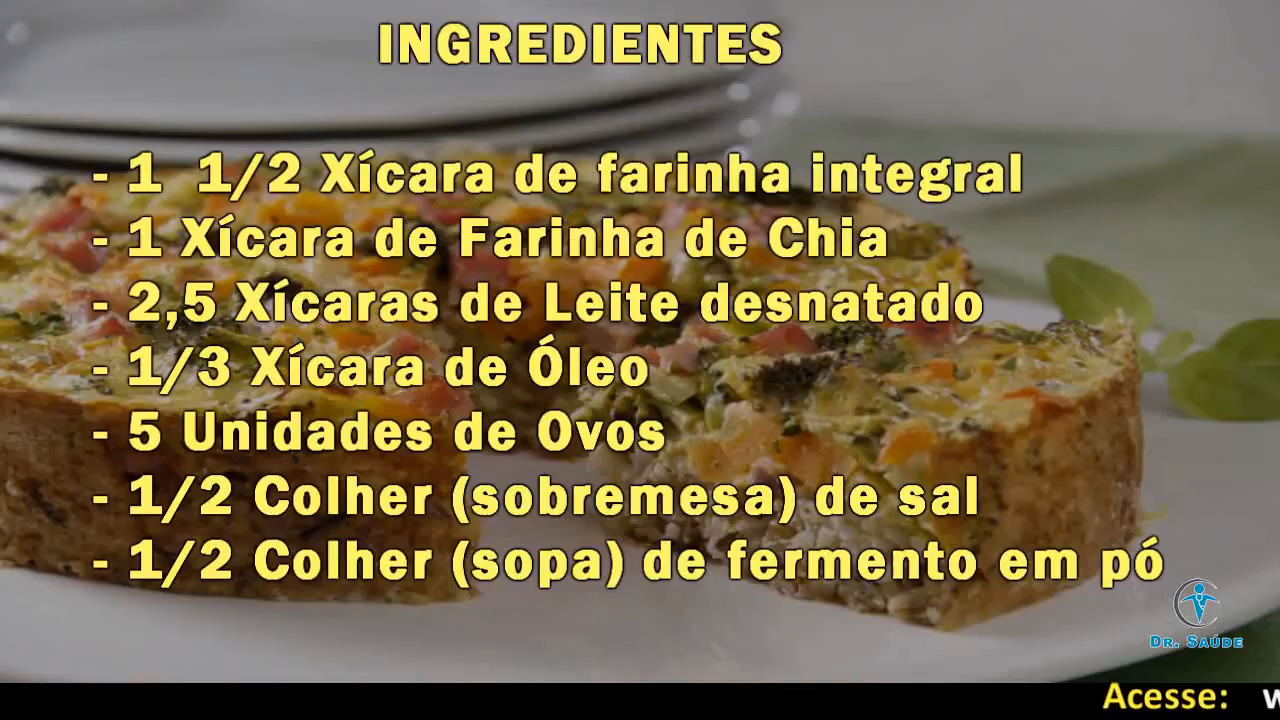 INGREDIENTES
- 1 1/2 Xícara de farinha integral
- 1 Xícara de Farinha de Chia
- 2,5 Xícaras de Leite desnatado
- 1/3 Xícara de Óleo
- 5 Unidades de Ovos
- 1/2 Colher (sobremesa) de sal
- 1/2 Colher (sopa) de fermento em pó
DR. SAÚDE
Acesse: